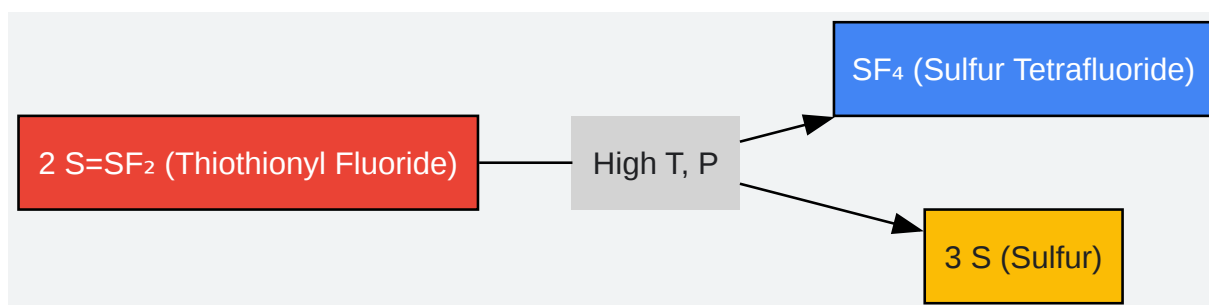 SF₄ (Sulfur Tetrafluoride)
2 S=SF₂ (Thiothionyl Fluoride)
High T, P
3 S (Sulfur)